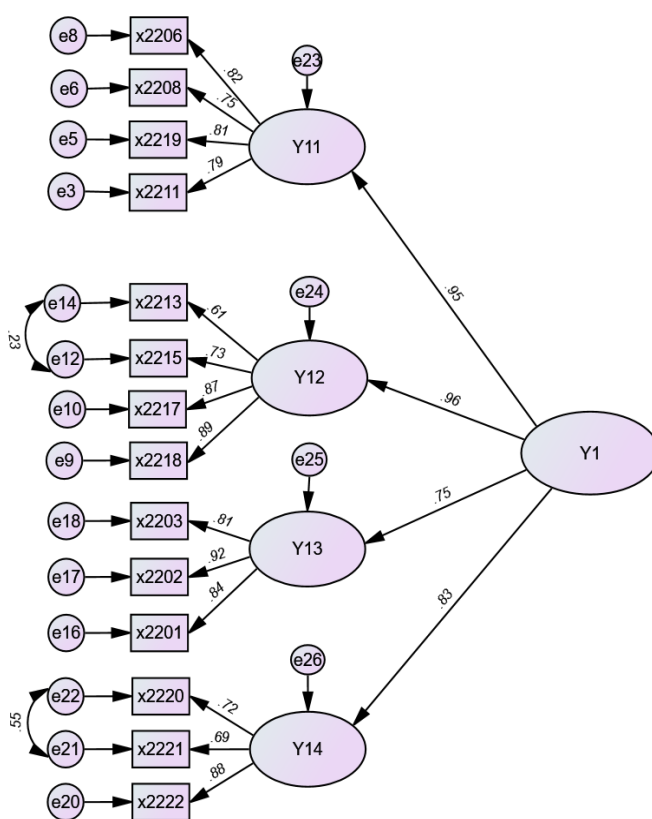 e8 x2206
e23
.82
e6 x2208
.75
e5 x2219
.81
Y11
e3 x2211
.79
.95
e14 x2213
.61
e24
.23
e12 x2215
.73
Y12
e10 x2217
.87
.96
e9 x2218
.89
Y1
e25
.75
e18 x2203
.81
Y13
e17 x2202
.92
e16 x2201
.84
.83
e26
e22 x2220
.72
.55
e21 x2221
.69
Y14
e20 x2222
.88